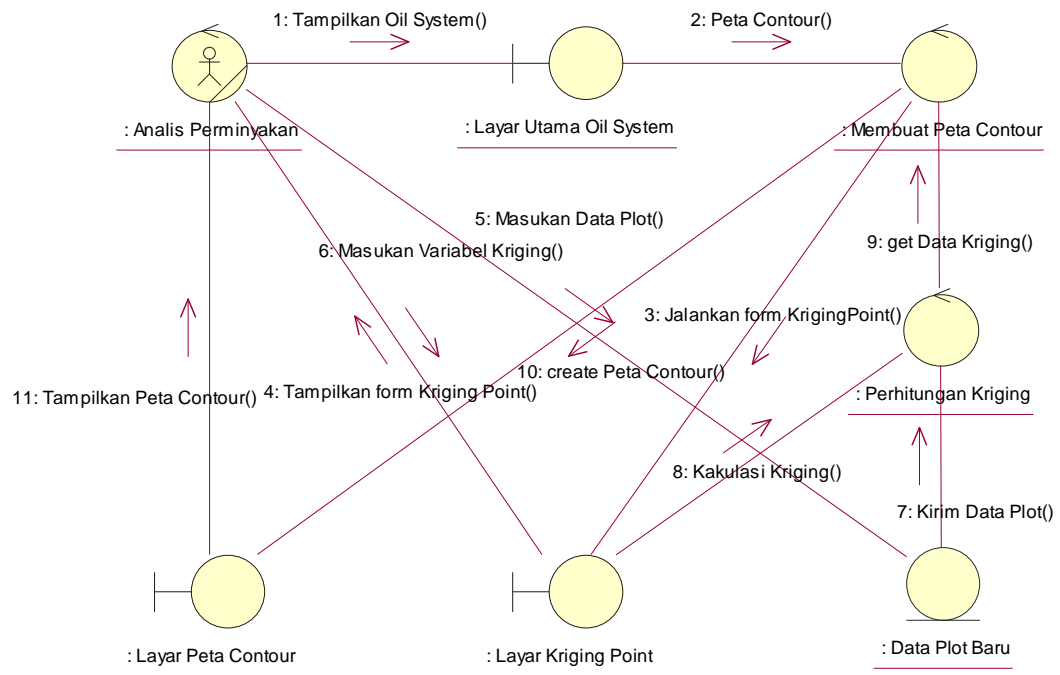 1: Tampilkan Oil System()
2: Peta Contour()
: Analis Perminyakan
: Layar Utama Oil System
: Membuat Peta Contour
5: Masukan Data Plot()
6: Masukan Variabel Kriging()
9: get Data Kriging()
3: Jalankan form KrigingPoint()
10: create Peta Contour()
11: Tampilkan Peta Contour()
4: Tampilkan form Kriging Point()
: Perhitungan Kriging
8: Kakulasi Kriging()
7: Kirim Data Plot()
: Layar Peta Contour
: Layar Kriging Point
: Data Plot Baru